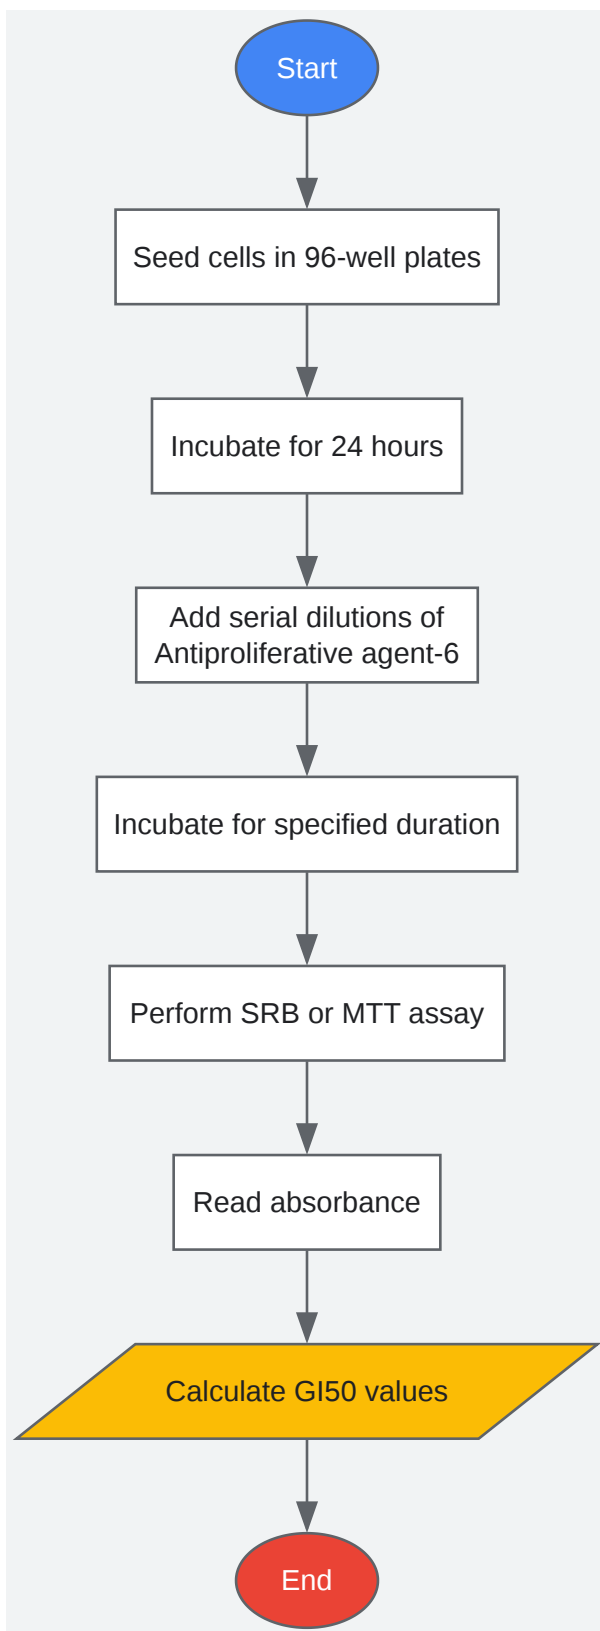 Start
Seed cells in 96-well plates
Incubate for 24 hours
Add serial dilutions of
Antiproliferative agent-6
Incubate for specified duration
Perform SRB or MTT assay
Read absorbance
Calculate GI50 values
End